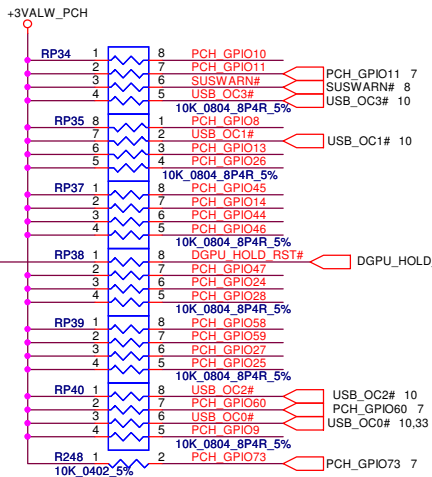 +3VALW_PCH
RP34 1 8 PCH_GPIO10
2 7 PCH_GPIO11 PCH_GPIO11 7
3 6 SUSWARN# SUSWARN# 8
4 5 USB_OC3# USB_OC3# 10
10K_0804_8P4R_5%
RP35 8 1 PCH_GPIO8
7 2 USB_OC1# USB_OC1# 10
6 3 PCH_GPIO13
5 4 PCH_GPIO26
10K_0804_8P4R_5%
RP37 1 8 PCH_GPIO45
2 7 PCH_GPIO14
3 6 PCH_GPIO44
4 5 PCH_GPIO46
10K_0804_8P4R_5%
RP38 1 8 DGPU_HOLD_RST# DGPU_HOLD_
2 7 PCH_GPIO47
3 6 PCH_GPIO24
4 5 PCH_GPIO28
10K_0804_8P4R_5%
RP39 1 8 PCH_GPIO58
2 7 PCH_GPIO59
3 6 PCH_GPIO27
4 5 PCH_GPIO25
10K_0804_8P4R_5%
RP40 1 8 USB_OC2# USB_OC2# 10
2 7 PCH_GPIO60 PCH_GPIO60 7
3 6 USB_OC0# USB_OC0# 10,33
4 5 PCH_GPIO9
10K_0804_8P4R_5%
R248 1 2 PCH_GPIO73 PCH_GPIO73 7
10K_0402_5%